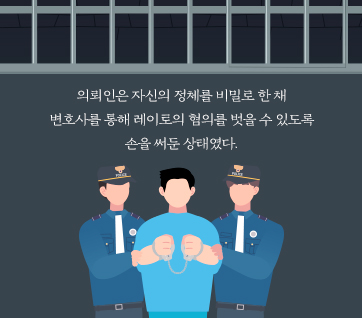 의뢰인은 자신의 정체를 비밀로 한 채
변호사를 통해 레이토의 혐의를 벗을 수 있도록
손을 써둔 상태였다.